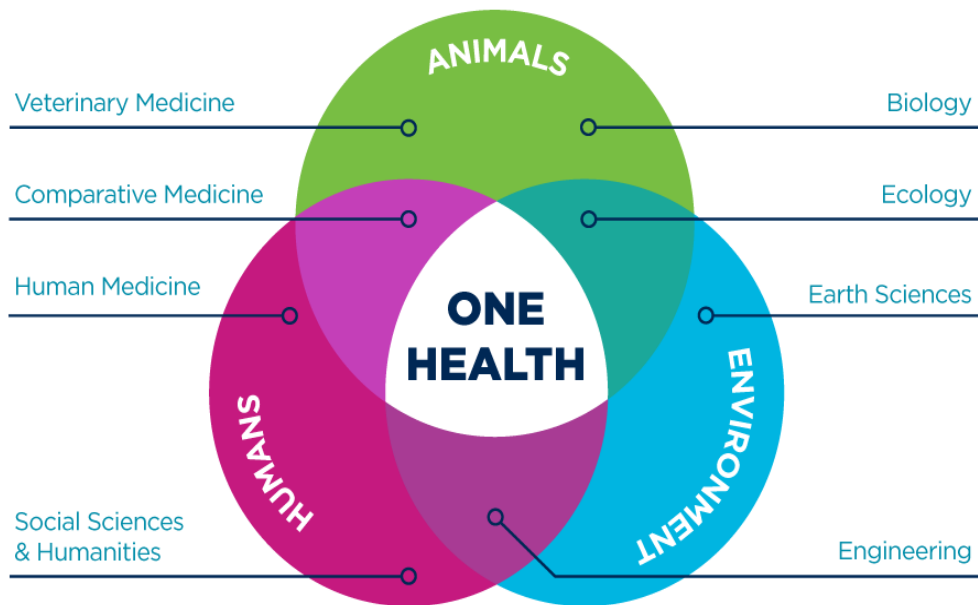 ANIMALS
Veterinary Medicine
Biology
Comparative Medicine
Ecology
Human Medicine
Earth Sciences
ONE
HEALTH
HUMANS
ENVIRONMENT
Social Sciences
& Humanities
Engineering